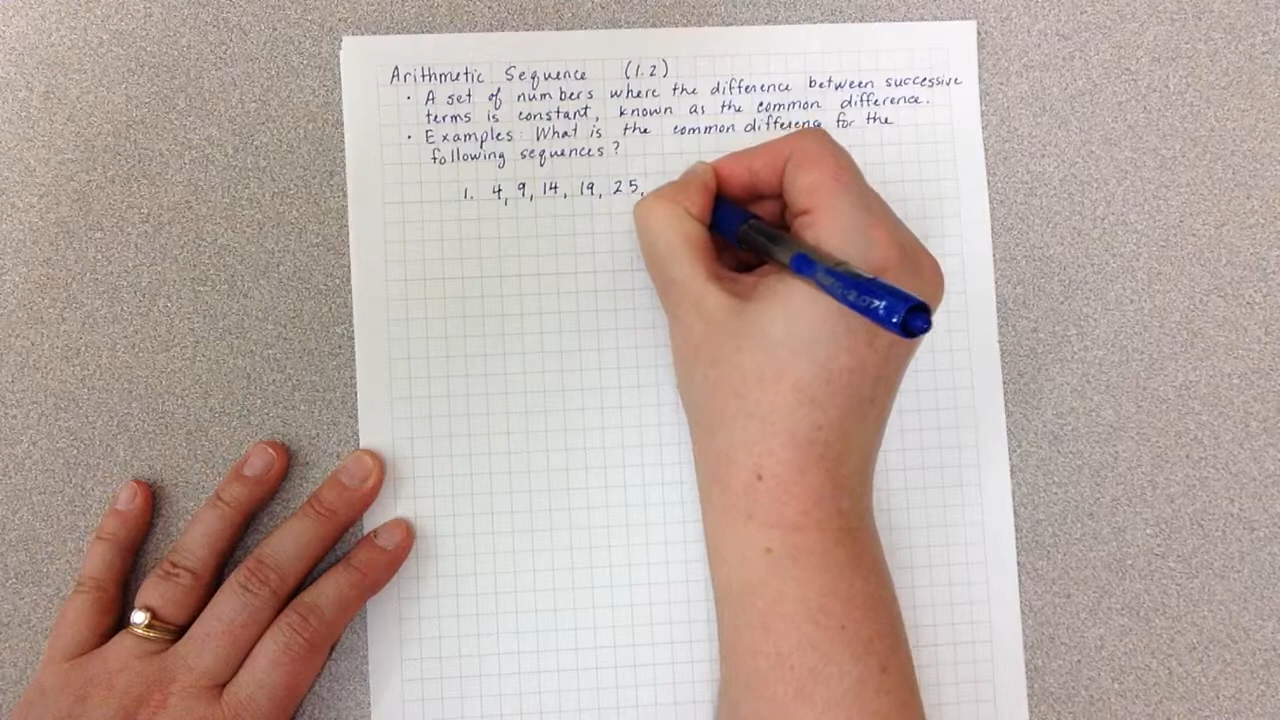 Arithmetic Sequence (1.2)
• A set of numbers where the difference between successive
terms is constant, known as the common difference.
• Examples: What is the common difference for the
following sequences?
1. 4, 9, 14, 19, 25,